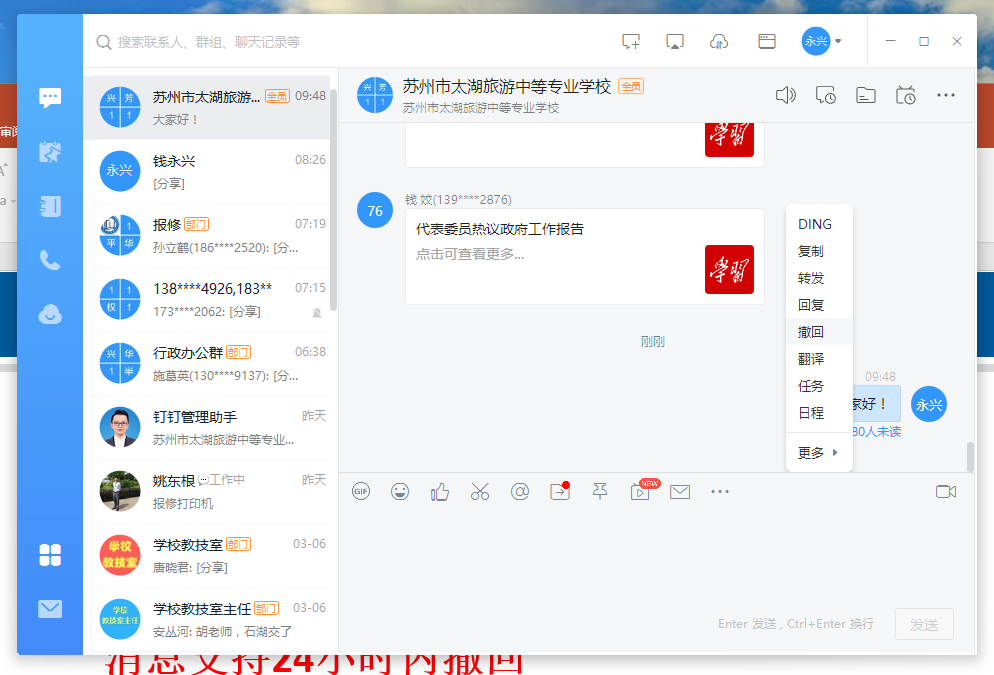 搜索联系人、群组、聊天记录等
永兴
苏州市太湖旅游... 全员 09:48
大家好！
兴 芳 1 1
钱永兴 08:26
[分享]
永兴
报修 部门 07:19
孙立鹤(186****2520): [分...
1 平 华
138****4926,183** 07:15
173****2062: [分享]
1 1 权 1
行政办公群 部门 06:38
施墓英(130****9137): [分...
兴 华 1 半
钉钉管理助手 昨天
苏州市太湖旅游中等专业...
姚东根 工作中 昨天
报修打印机
学校教技室 部门 03-06
唐晓君: [分享]
学校
教技室
学校教技室主任 部门 03-06
安丛河: 胡老师，石湖交了
学校
教技室主任
兴 芳 1 1
苏州市太湖旅游中等专业学校 全员
苏州市太湖旅游中等专业学校
學習
76
钱 姣(139****2876)
代表委员热议政府工作报告
点击可查看更多...
學習
刚刚
DING
复制
转发
回复
撤回
翻译
任务
日程
更多
09:48
家好！
永兴
80人未读
GIF
NEW
Enter 发送 , Ctrl+Enter 换行
发送
审阅
A
a
消息支持24小时内撤回